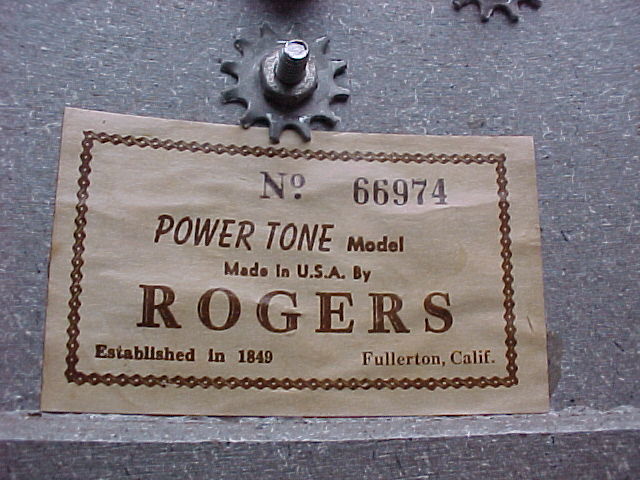 Nº 66974
POWER TONE Model
Made In U.S.A. By
ROGERS
Established in 1849 Fullerton, Calif.